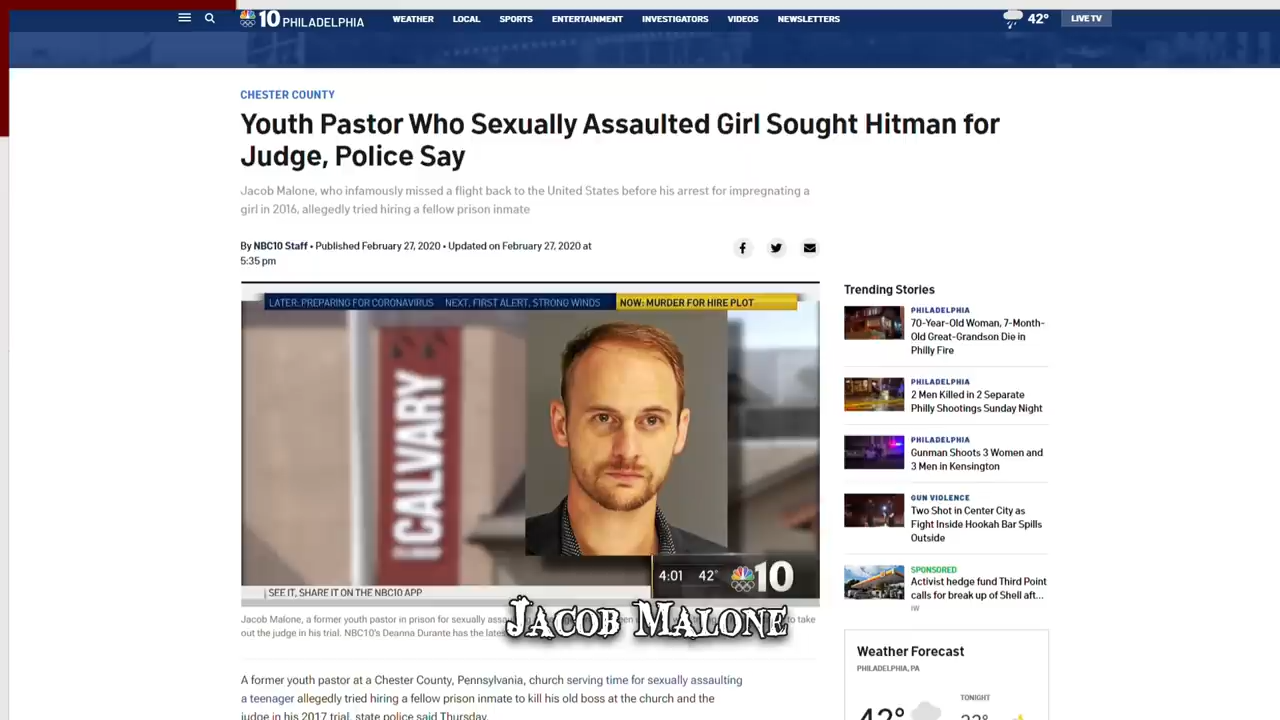 10 PHILADELPHIA
WEATHER LOCAL SPORTS ENTERTAINMENT INVESTIGATORS VIDEOS NEWSLETTERS
42° LIVE TV
CHESTER COUNTY
Youth Pastor Who Sexually Assaulted Girl Sought Hitman for
Judge, Police Say
Jacob Malone, who infamously missed a flight back to the United States before his arrest for impregnating a
girl in 2016, allegedly tried hiring a fellow prison inmate
By NBC10 Staff • Published February 27, 2020 • Updated on February 27, 2020 at
5:35 pm
LATER: PREPARING FOR CORONAVIRUS NEXT, FIRST ALERT, STRONG WINDS NOW: MURDER FOR HIRE PLOT
CALVARY
4:01 42° 10
SEE IT, SHARE IT ON THE NBC10 APP
JACOB MALONE
Jacob Malone, a former youth pastor in prison for sexually to take
out the judge in his trial. NBC10's Deanna Durante has the
A former youth pastor at a Chester County, Pennsylvania, church serving time for sexually assaulting
a teenager allegedly tried hiring a fellow prison inmate to kill his old boss at the church and the
judge in his 2017 trial, state police said Thursday.
Trending Stories
PHILADELPHIA
70-Year-Old Woman, 7-Month-
Old Great-Grandson Die in
Philly Fire
PHILADELPHIA
2 Men Killed in 2 Separate
Philly Shootings Sunday Night
PHILADELPHIA
Gunman Shoots 3 Women and
3 Men in Kensington
GUN VIOLENCE
Two Shot in Center City as
Fight Inside Hookah Bar Spills
Outside
SPONSORED
Activist hedge fund Third Point
calls for break up of Shell aft...
IW
Weather Forecast
PHILADELPHIA, PA
42°
TONIGHT